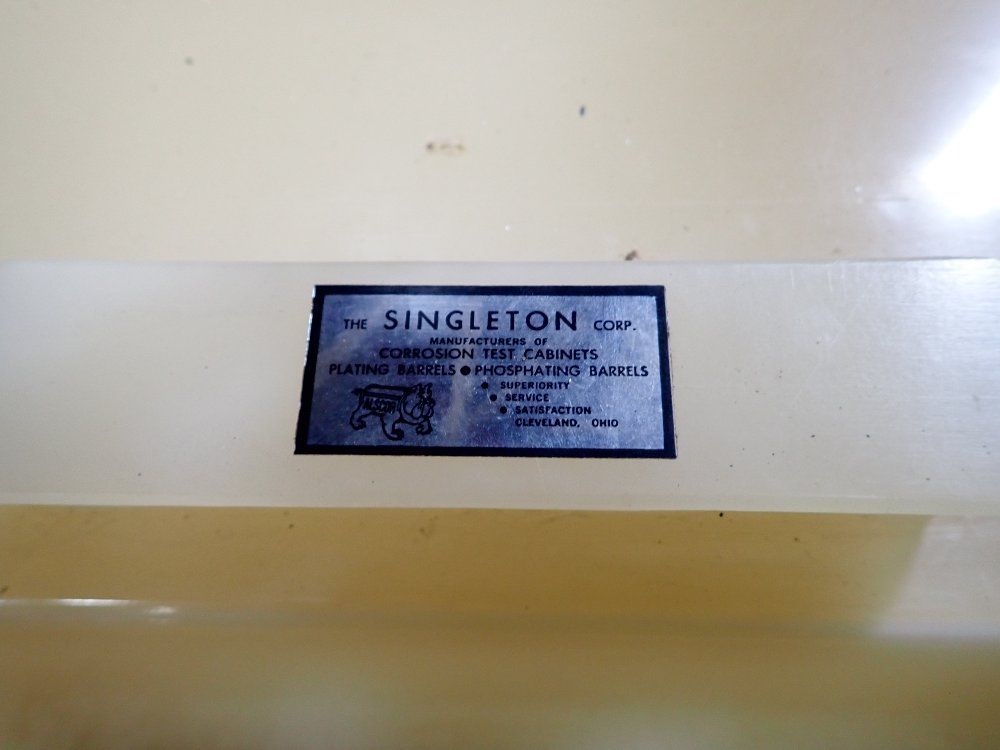 THE SINGLETON CORP.
MANUFACTURERS OF
CORROSION TEST CABINETS
PLATING BARRELS ● PHOSPHATING BARRELS
● SUPERIORITY
● SERVICE
● SATISFACTION
CLEVELAND, OHIO